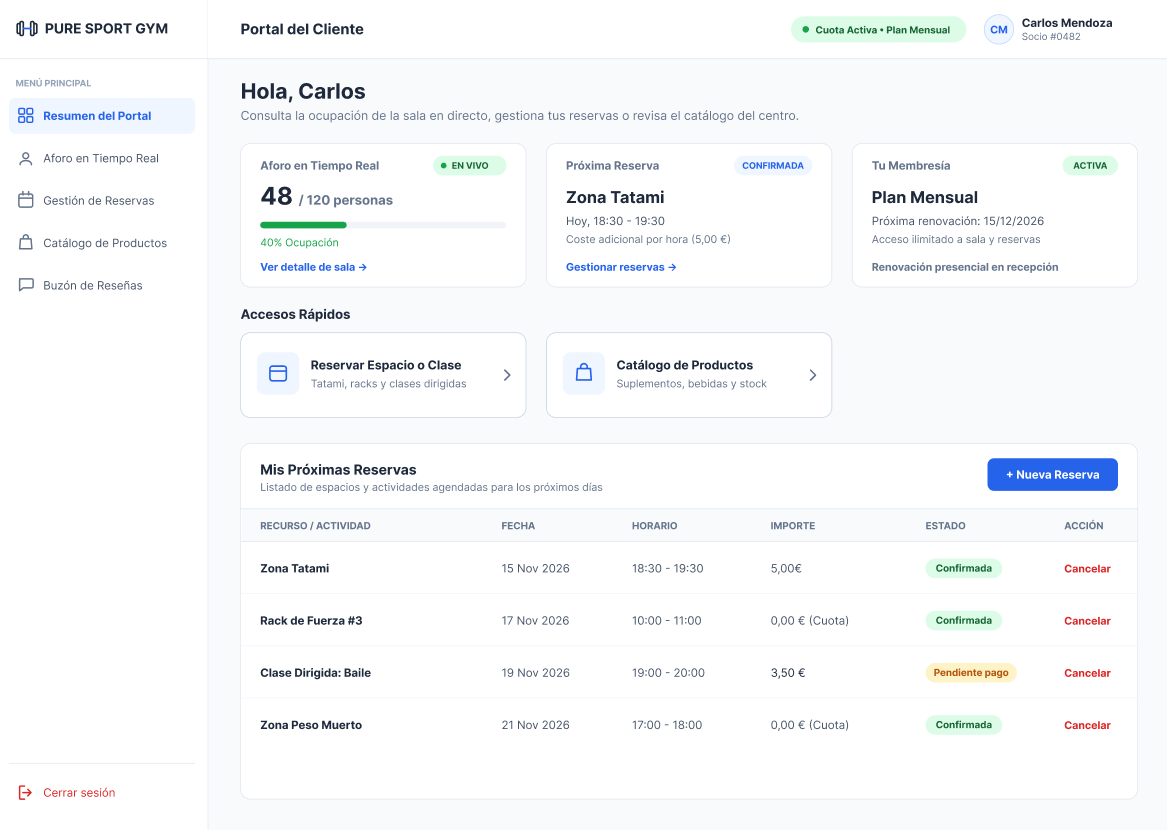 PURE SPORT GYM
Portal del Cliente
Cuota Activa • Plan Mensual
CM
Carlos Mendoza
Socio #0482
MENÚ PRINCIPAL
Resumen del Portal
Aforo en Tiempo Real
Gestión de Reservas
Catálogo de Productos
Buzón de Reseñas
Cerrar sesión
Hola, Carlos
Consulta la ocupación de la sala en directo, gestiona tus reservas o revisa el catálogo del centro.
Aforo en Tiempo Real
EN VIVO
48 / 120 personas
40% Ocupación
Ver detalle de sala →
Próxima Reserva
CONFIRMADA
Zona Tatami
Hoy, 18:30 - 19:30
Coste adicional por hora (5,00 €)
Gestionar reservas →
Tu Membresía
ACTIVA
Plan Mensual
Próxima renovación: 15/12/2026
Acceso ilimitado a sala y reservas
Renovación presencial en recepción
Accesos Rápidos
Reservar Espacio o Clase
Tatami, racks y clases dirigidas
Catálogo de Productos
Suplementos, bebidas y stock
Mis Próximas Reservas
Listado de espacios y actividades agendadas para los próximos días
+ Nueva Reserva
RECURSO / ACTIVIDAD FECHA HORARIO IMPORTE ESTADO ACCIÓN
Zona Tatami 15 Nov 2026 18:30 - 19:30 5,00€ Confirmada Cancelar
Rack de Fuerza #3 17 Nov 2026 10:00 - 11:00 0,00 € (Cuota) Confirmada Cancelar
Clase Dirigida: Baile 19 Nov 2026 19:00 - 20:00 3,50 € Pendiente pago Cancelar
Zona Peso Muerto 21 Nov 2026 17:00 - 18:00 0,00 € (Cuota) Confirmada Cancelar